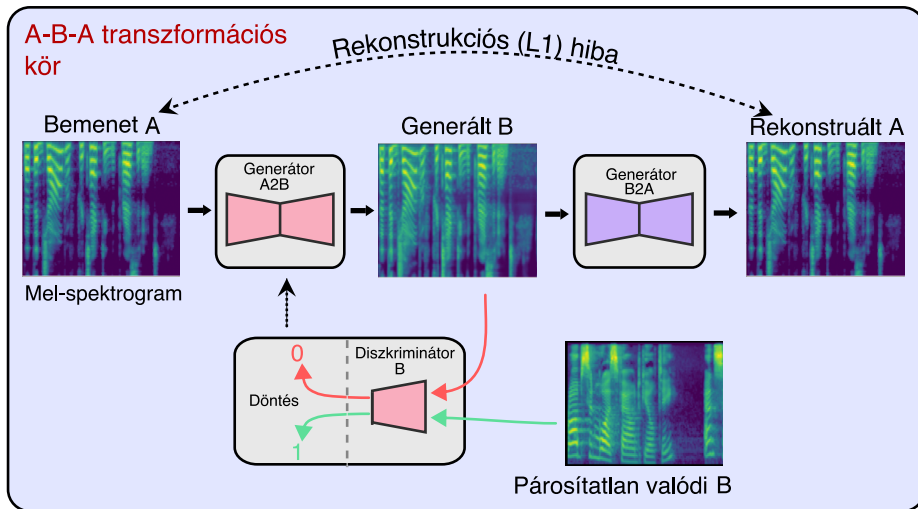 A-B-A transzformációs
kör
Rekonstrukciós (L1) hiba
Bemenet A
Generált B
Rekonstruált A
Generátor
A2B
Generátor
B2A
Mel-spektrogram
0
Diszkriminátor
B
Döntés
1
Párosítatlan valódi B